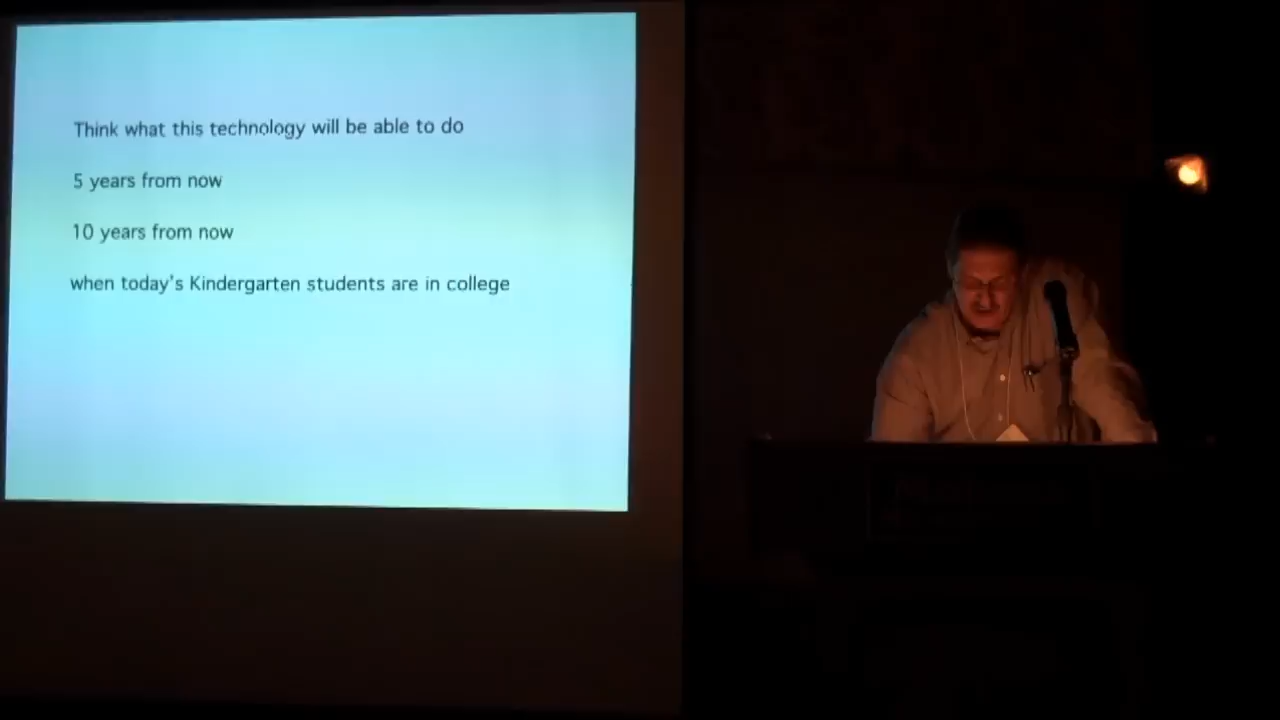 Think what this technology will be able to do
5 years from now
10 years from now
when today's Kindergarten students are in college